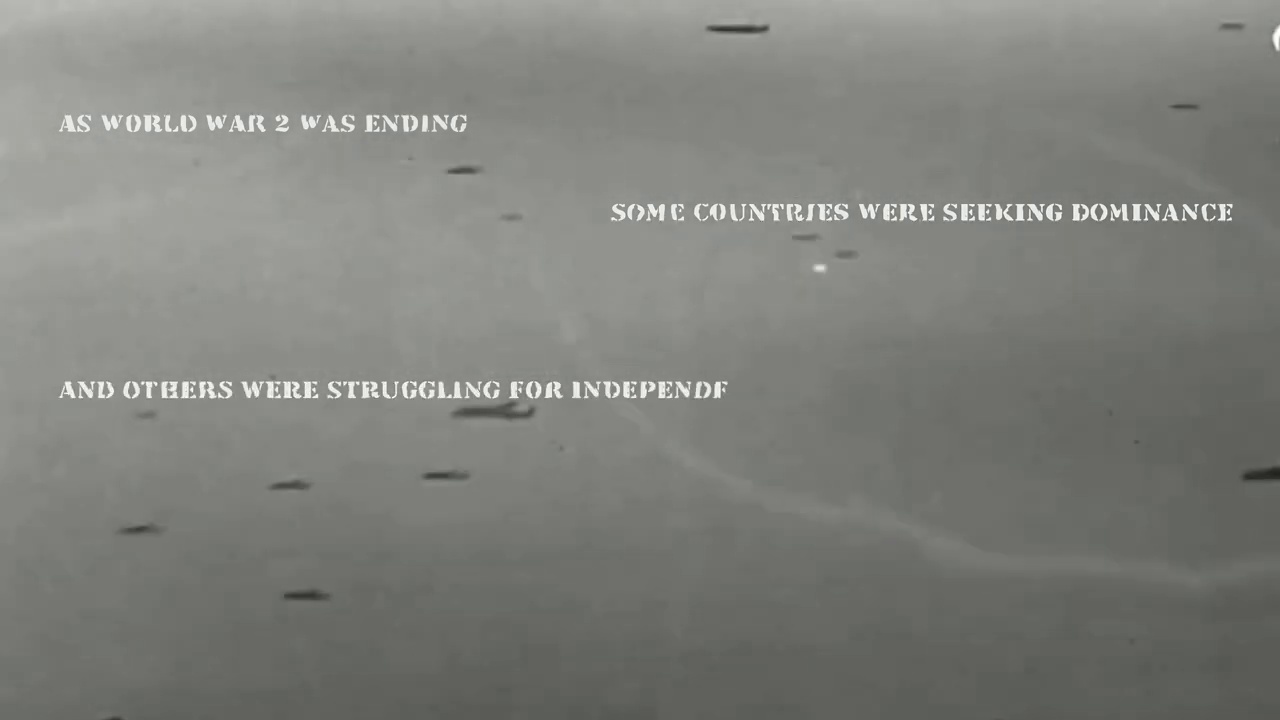 AS WORLD WAR 2 WAS ENDING
SOME COUNTRIES WERE SEEKING DOMINANCE
AND OTHERS WERE STRUGGLING FOR INDEPENDF